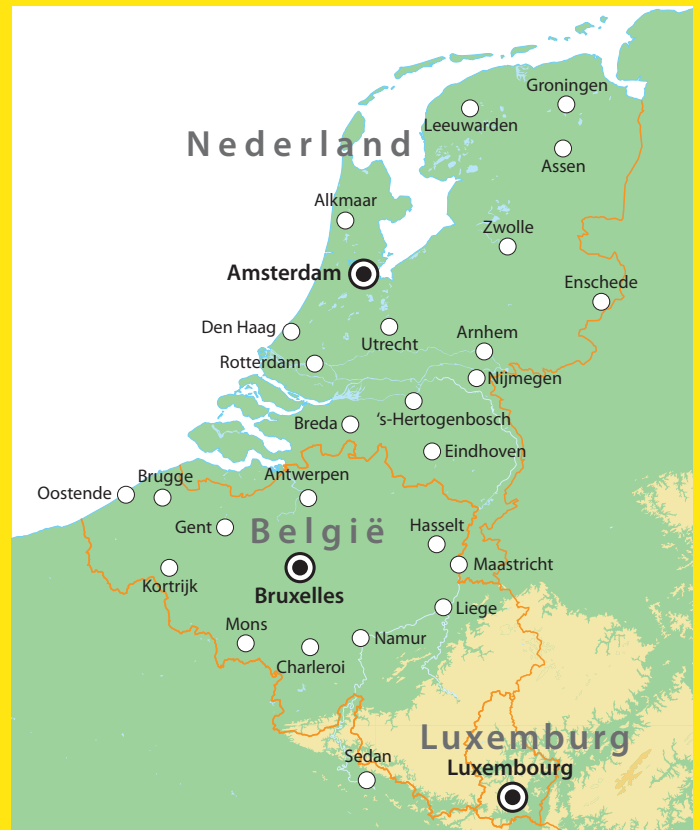 Groningen
Leeuwarden
Nederland
Assen
Alkmaar
Zwolle
Amsterdam
Enschede
Den Haag
Utrecht
Arnhem
Rotterdam
Nijmegen
's-Hertogenbosch
Breda
Eindhoven
Brugge
Antwerpen
Oostende
Gent
België
Hasselt
Maastricht
Kortrijk
Bruxelles
Liege
Mons
Namur
Charleroi
Luxemburg
Sedan
Luxembourg